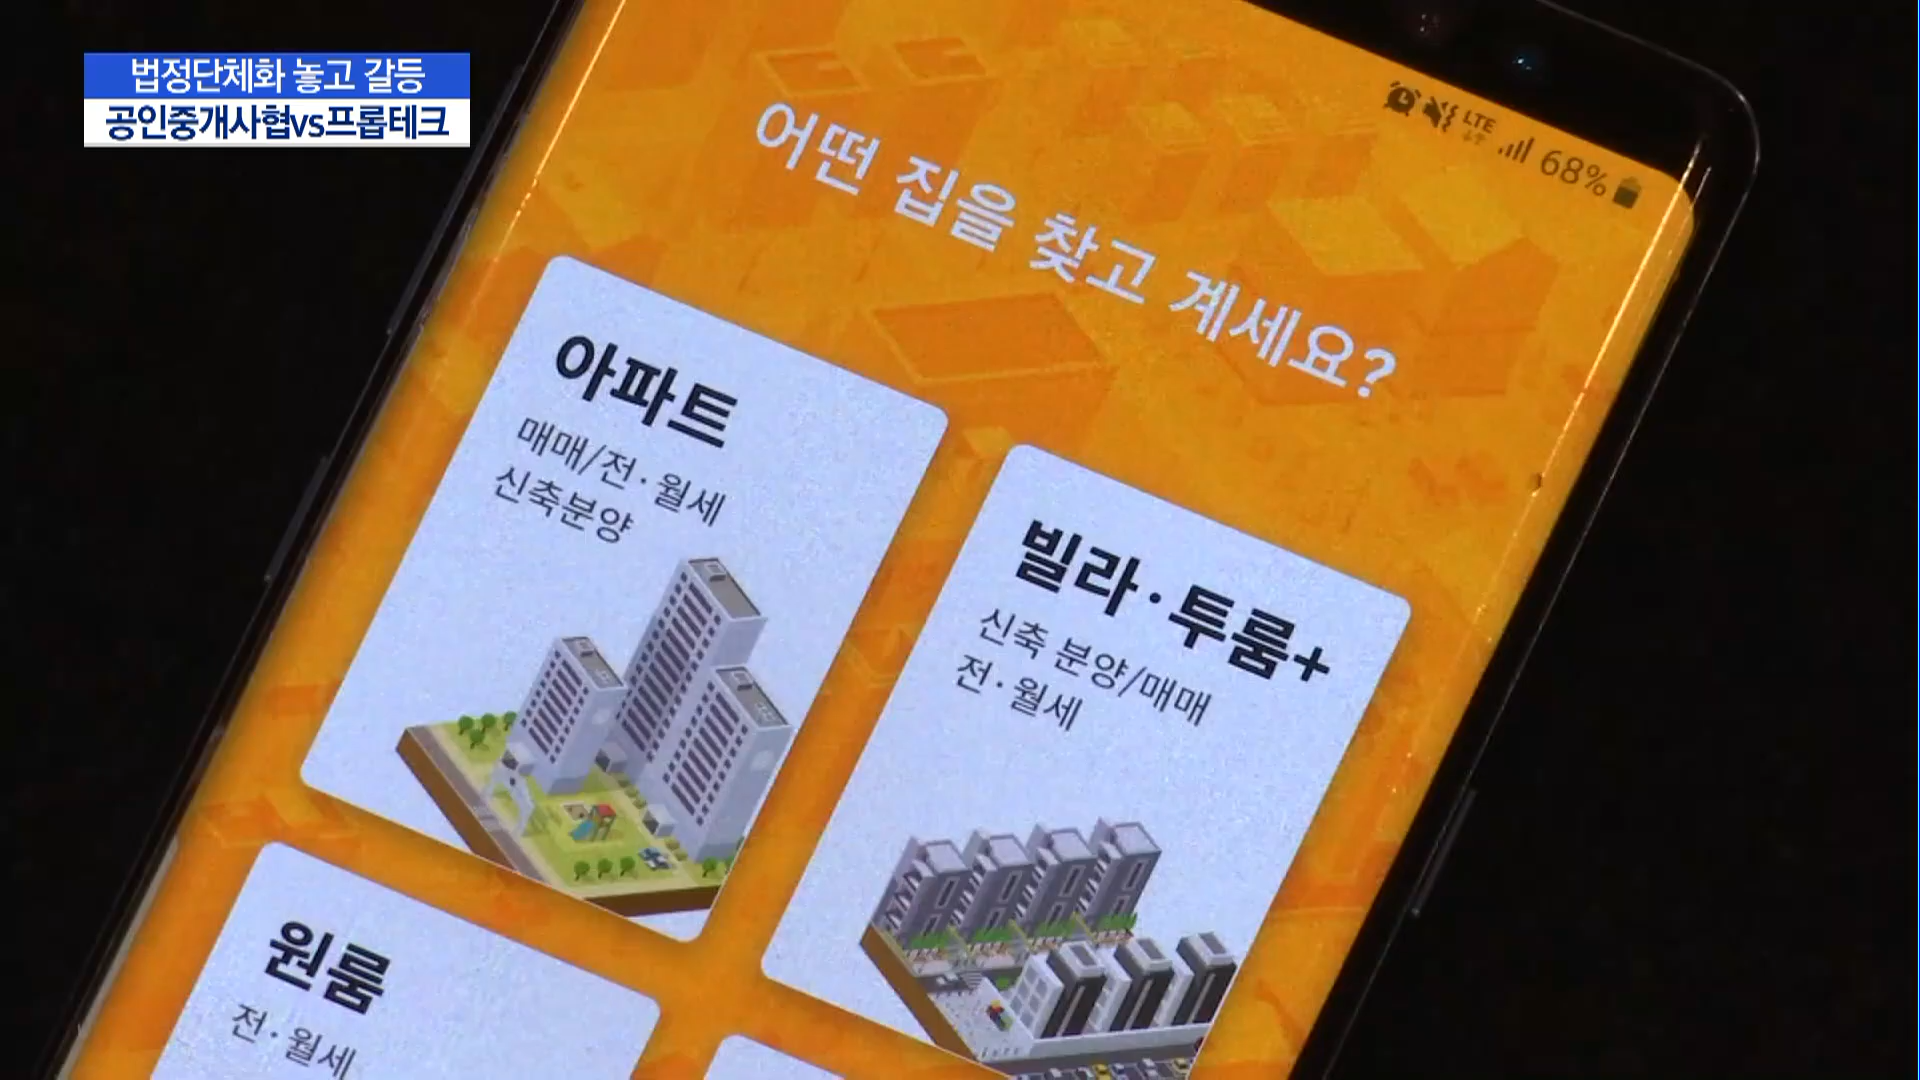 법정단체화 놓고 갈등
공인중개사협vs프롭테크
LTE
68%
어떤 집을 찾고 계세요?
아파트
매매/전·월세
신축분양
빌라·투룸+
신축 분양/매매
전·월세
원룸
전·월세